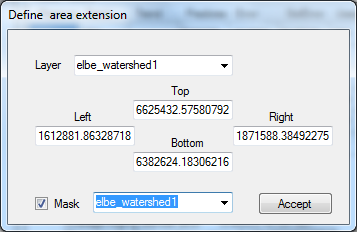 Define area extension
Layer elbe_watershed1
Top
6625432.57580792
Left Right
1612881.86328718 1871588.38492275
Bottom
6382624.18306216
Mask elbe_watershed1 Accept